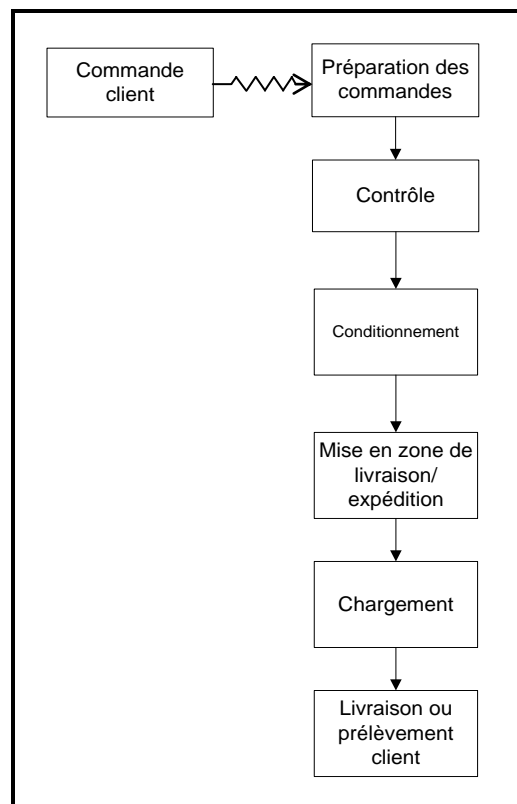 Commande
client
Préparation des
commandes
Contrôle
Conditionnement
Mise en zone de
livraison/
expédition
Chargement
Livraison ou
prélèvement
client